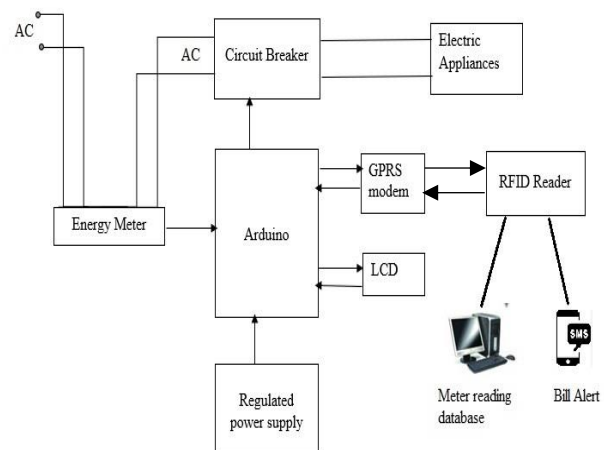 AC
AC
Circuit Breaker
Electric
Appliances
GPRS
modem
RFID Reader
Energy Meter
Arduino
LCD
SMS
Regulated
power supply
Meter reading
database
Bill Alert